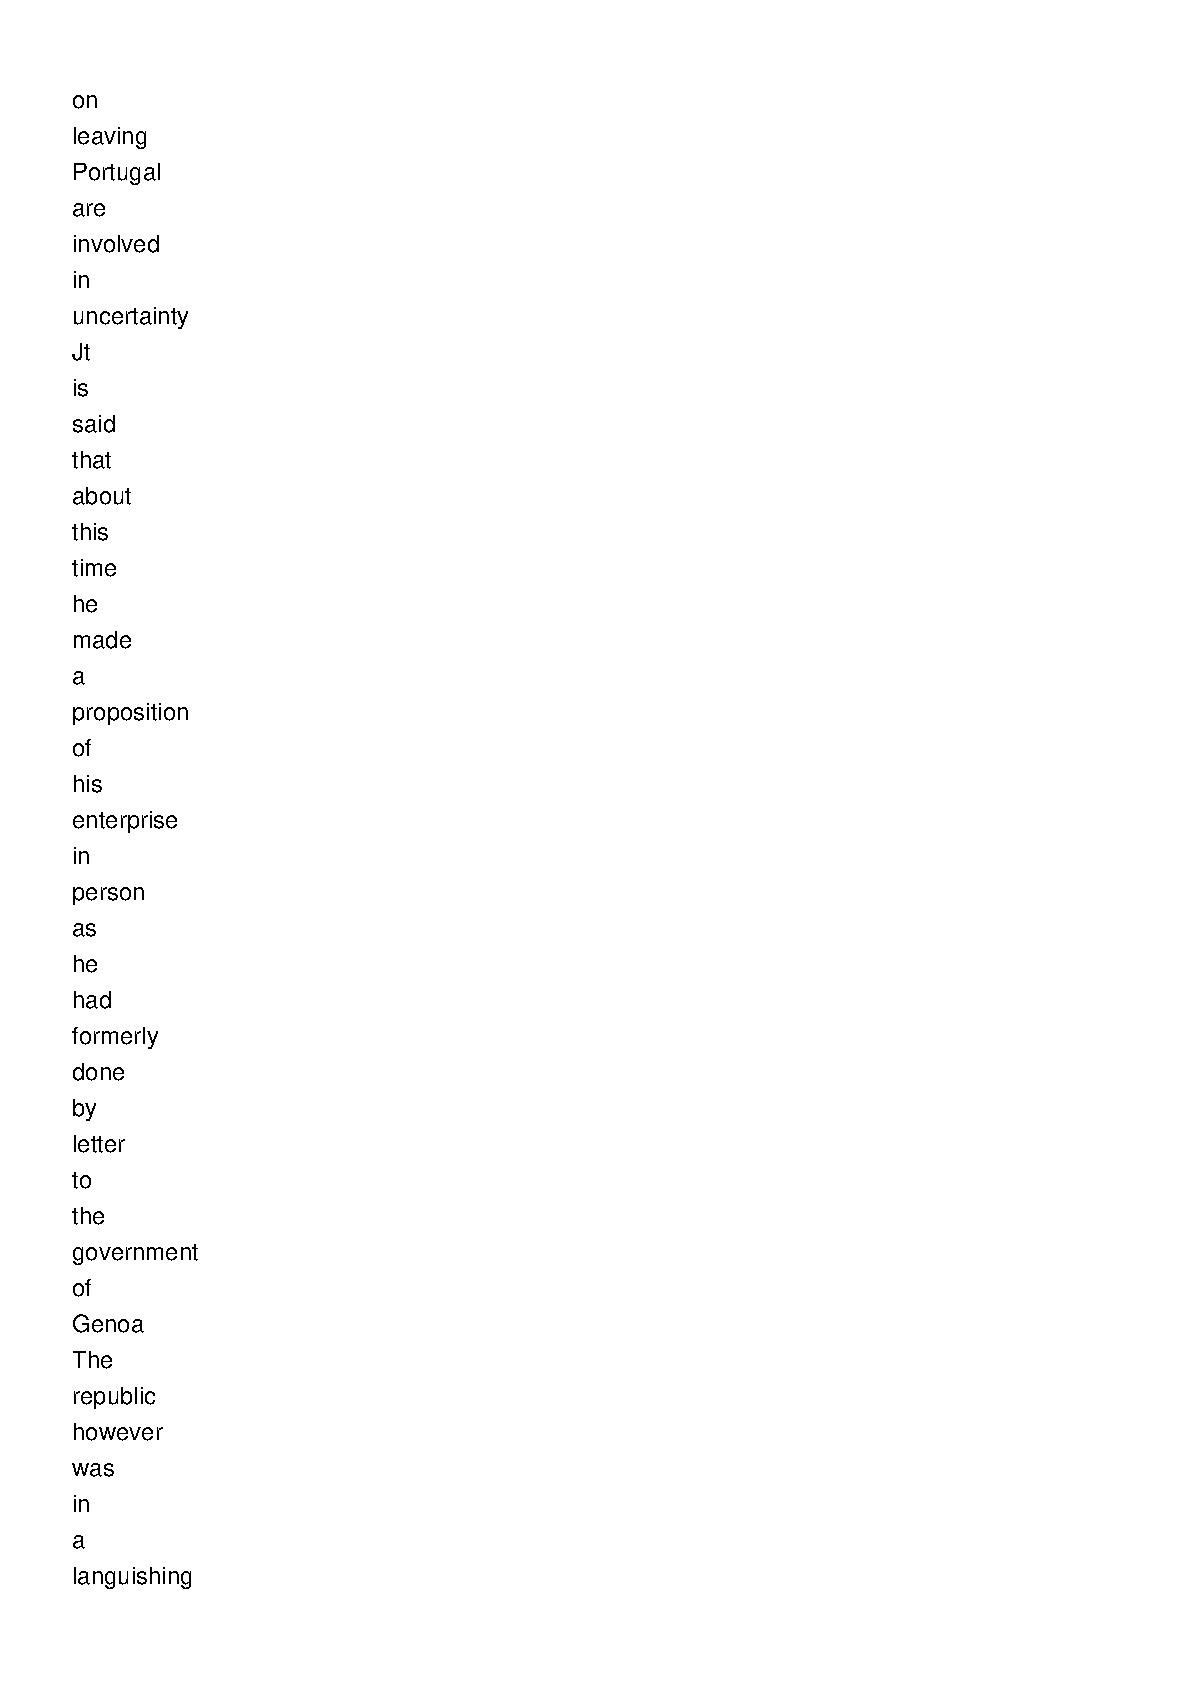 on
leaving
Portugal
are
involved
in
uncertainty
Jt
is
said
that
about
this
time
he
made
a
proposition
of
his
enterprise
in
person
as
he
had
formerly
done
by
letter
to
the
government
of
Genoa
The
republic
however
was
in
a
languishing